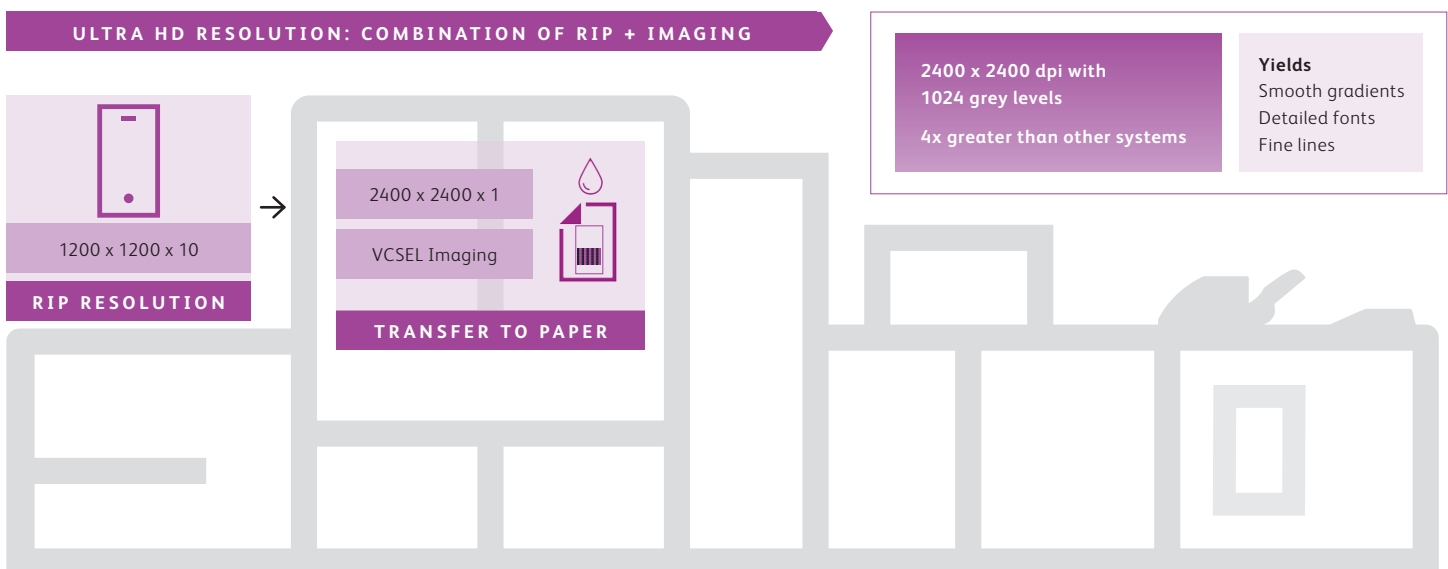 ULTRA HD RESOLUTION: COMBINATION OF RIP + IMAGING
1200 x 1200 x 10
RIP RESOLUTION
2400 x 2400 x 1
VCSEL Imaging
TRANSFER TO PAPER
2400 x 2400 dpi with
1024 grey levels
4x greater than other systems
Yields
Smooth gradients
Detailed fonts
Fine lines